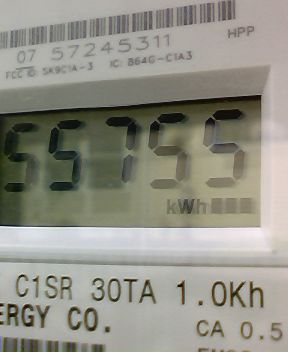 07 57245311
HPP
FCC ID: SK9C1A-3 IC: 864G-C1A3
55755
kWh
C1SR 30TA 1.0Kh
ERGY CO.
CA 0.5